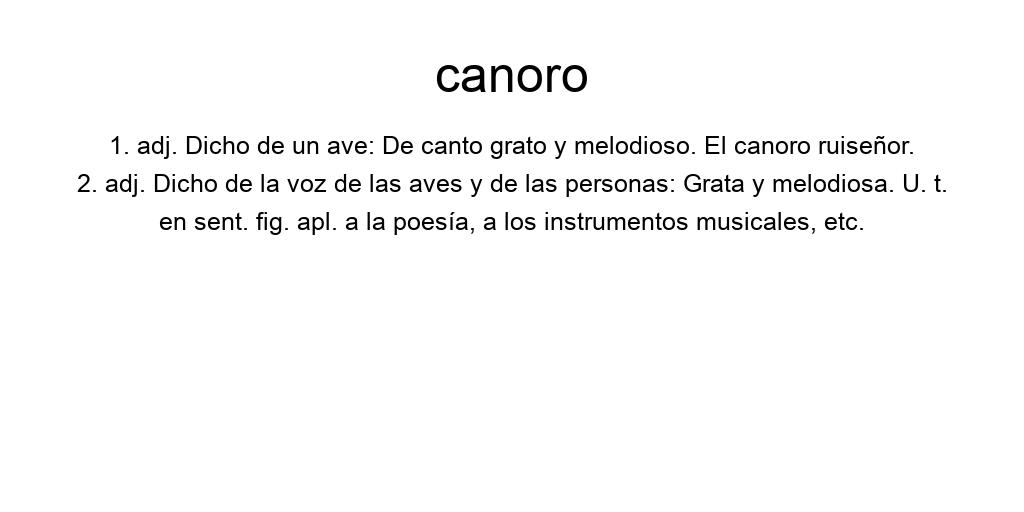 canoro
1. adj. Dicho de un ave: De canto grato y melodioso. El canoro ruiseñor.
2. adj. Dicho de la voz de las aves y de las personas: Grata y melodiosa. U. t.
en sent. fig. apl. a la poesía, a los instrumentos musicales, etc.